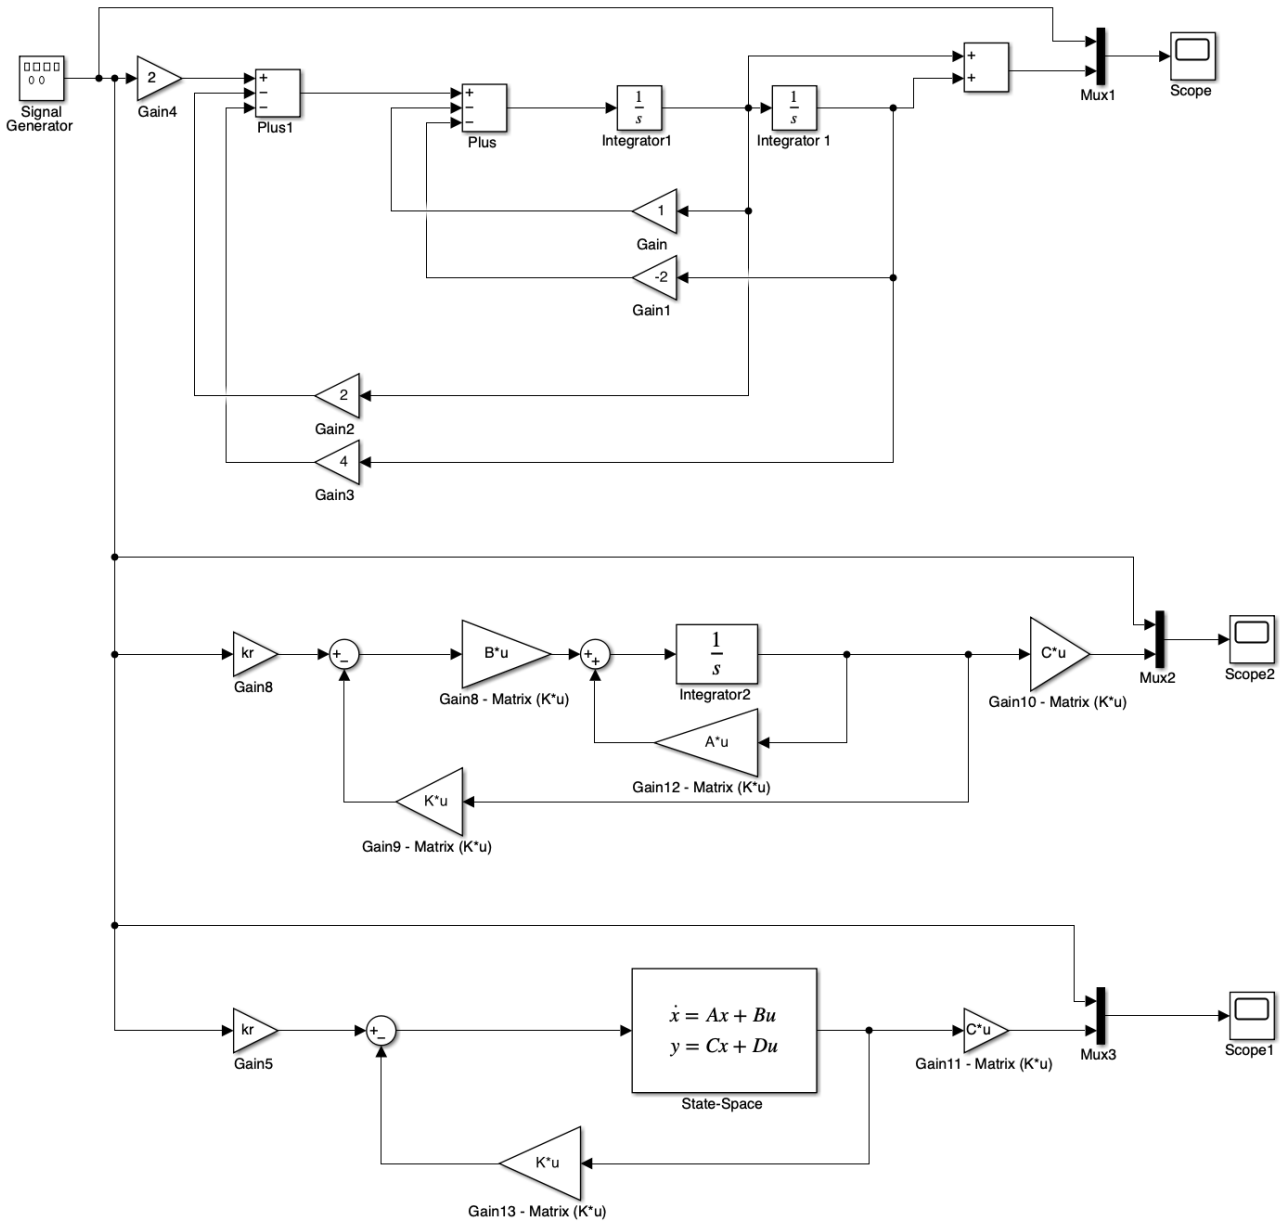 Signal
Generator
2
Gain4
+
−
−
Plus1
+
−
−
Plus
1
s
Integrator1
1
s
Integrator 1
+
+
Mux1
Scope
1
Gain
-2
Gain1
2
Gain2
4
Gain3
kr
Gain8
+
−
B*u
Gain8 - Matrix (K*u)
+
+
1
s
Integrator2
C*u
Gain10 - Matrix (K*u)
Mux2
Scope2
A*u
Gain12 - Matrix (K*u)
K*u
Gain9 - Matrix (K*u)
kr
Gain5
+
−
ẋ = Ax + Bu
y = Cx + Du
State-Space
C*u
Gain11 - Matrix (K*u)
Mux3
Scope1
K*u
Gain13 - Matrix (K*u)